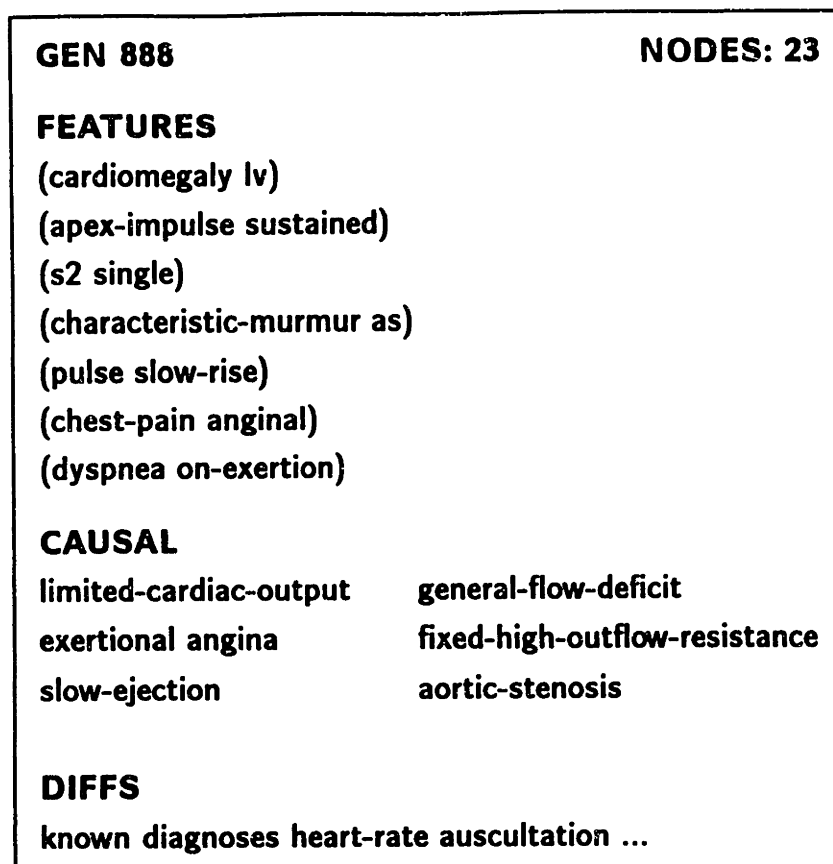 GEN 888 NODES: 23
FEATURES
(cardiomegaly lv)
(apex-impulse sustained)
(s2 single)
(characteristic-murmur as)
(pulse slow-rise)
(chest-pain anginal)
(dyspnea on-exertion)
CAUSAL
limited-cardiac-output general-flow-deficit
exertional angina fixed-high-outflow-resistance
slow-ejection aortic-stenosis
DIFFS
known diagnoses heart-rate auscultation ...